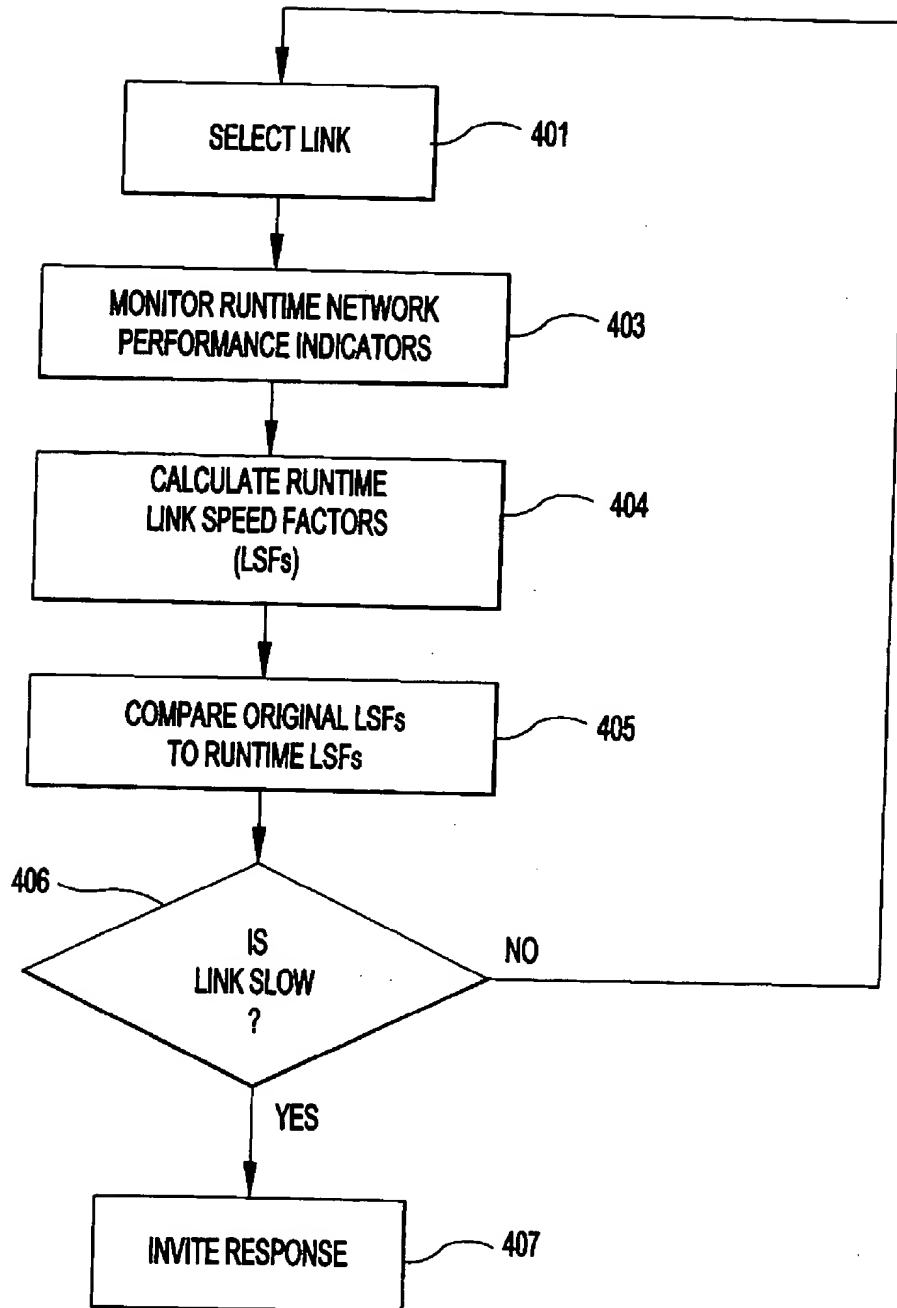 SELECT LINK
401
MONITOR RUNTIME NETWORK
PERFORMANCE INDICATORS
403
CALCULATE RUNTIME
LINK SPEED FACTORS
(LSFs)
404
COMPARE ORIGINAL LSFs
TO RUNTIME LSFs
405
406
IS
LINK SLOW
?
NO
YES
INVITE RESPONSE
407